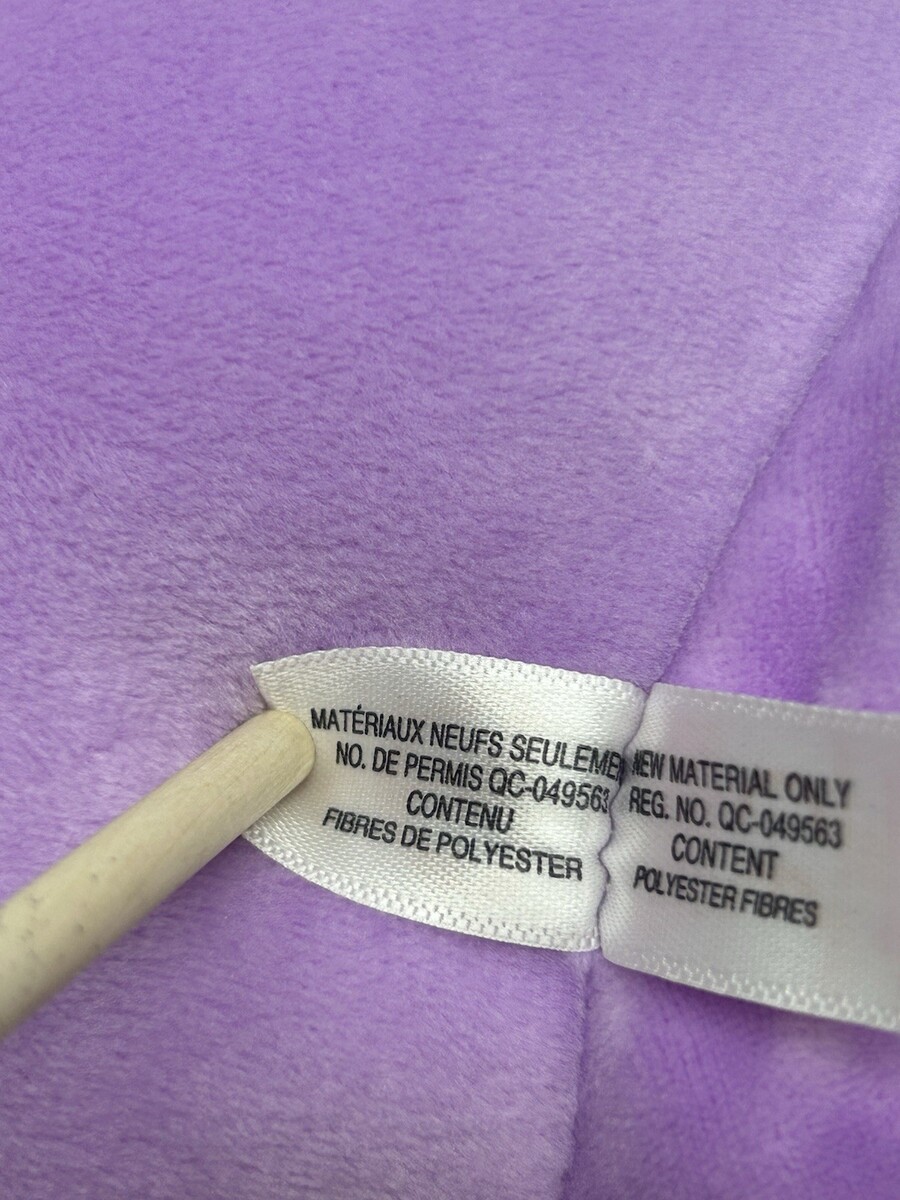 MATÉRIAUX NEUFS SEULEMEN
NO. DE PERMIS QC-049563
CONTENU
FIBRES DE POLYESTER
NEW MATERIAL ONLY
REG. NO. QC-049563
CONTENT
POLYESTER FIBRES